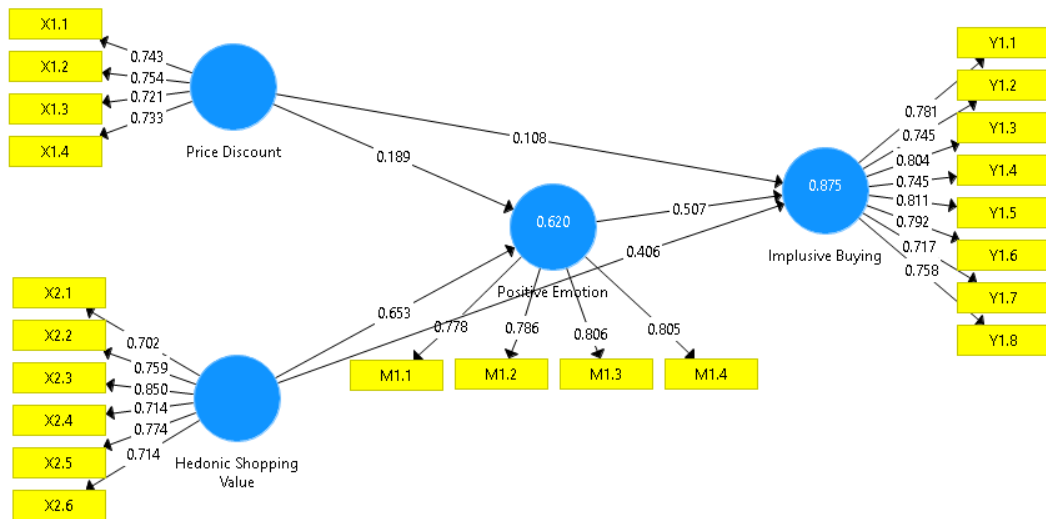 X1.1
X1.2
X1.3
X1.4
0.743
0.754
0.721
0.733
Price Discount
0.108
0.189
Y1.1
Y1.2
Y1.3
Y1.4
Y1.5
Y1.6
Y1.7
Y1.8
0.781
0.745
0.804
0.745
0.811
0.792
0.717
0.758
0.875
Implusive Buying
0.620
0.507
0.406
Positive Emotion
0.653
0.778
0.786
0.806
0.805
M1.1
M1.2
M1.3
M1.4
X2.1
X2.2
X2.3
X2.4
X2.5
X2.6
0.702
0.759
0.850
0.714
0.774
0.714
Hedonic Shopping
Value